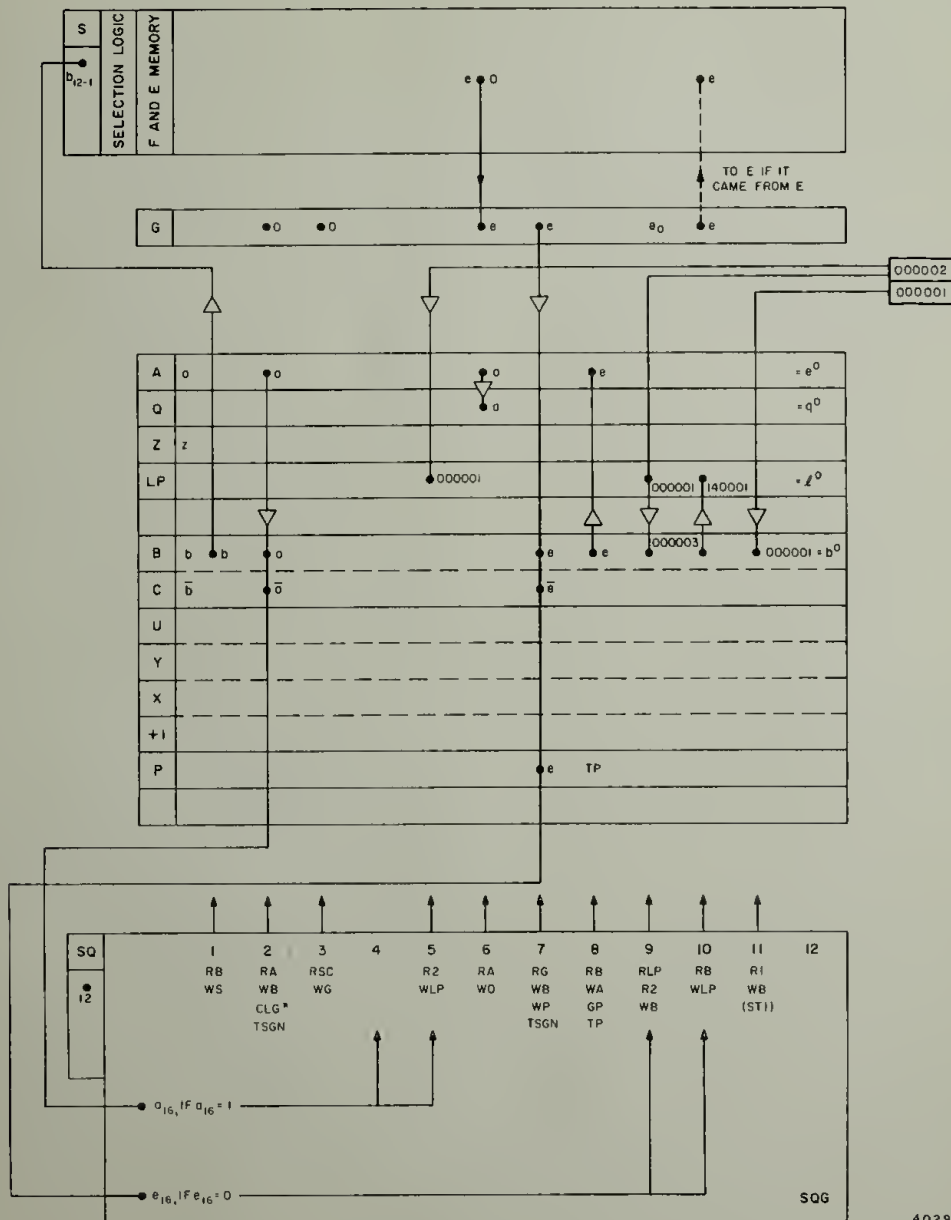 S
b12-1
SELECTION LOGIC
F AND E MEMORY
e 0
e
TO E IF IT
CAME FROM E
G
0
0
e
e
e0
e
000002
000001
A a a a e = e⁰
Q a = q⁰
Z z
LP 000001 000001 140001 = ℓ⁰
B b b a e e 000003 000001 = b⁰
C b̅ a̅ e̅
U
Y
X
+1
P e TP
SQ
12
1 2 3 4 5 6 7 8 9 10 11 12
RB RA RSC R2 RA RG RB RLP RB R1
WS WB WG WLP WQ WB WA R2 WLP WB
CLG* WP GP WB (ST1)
TSGN TSGN TP
a16, IF a16 = 1
e16, IF e16 = 0
SQG